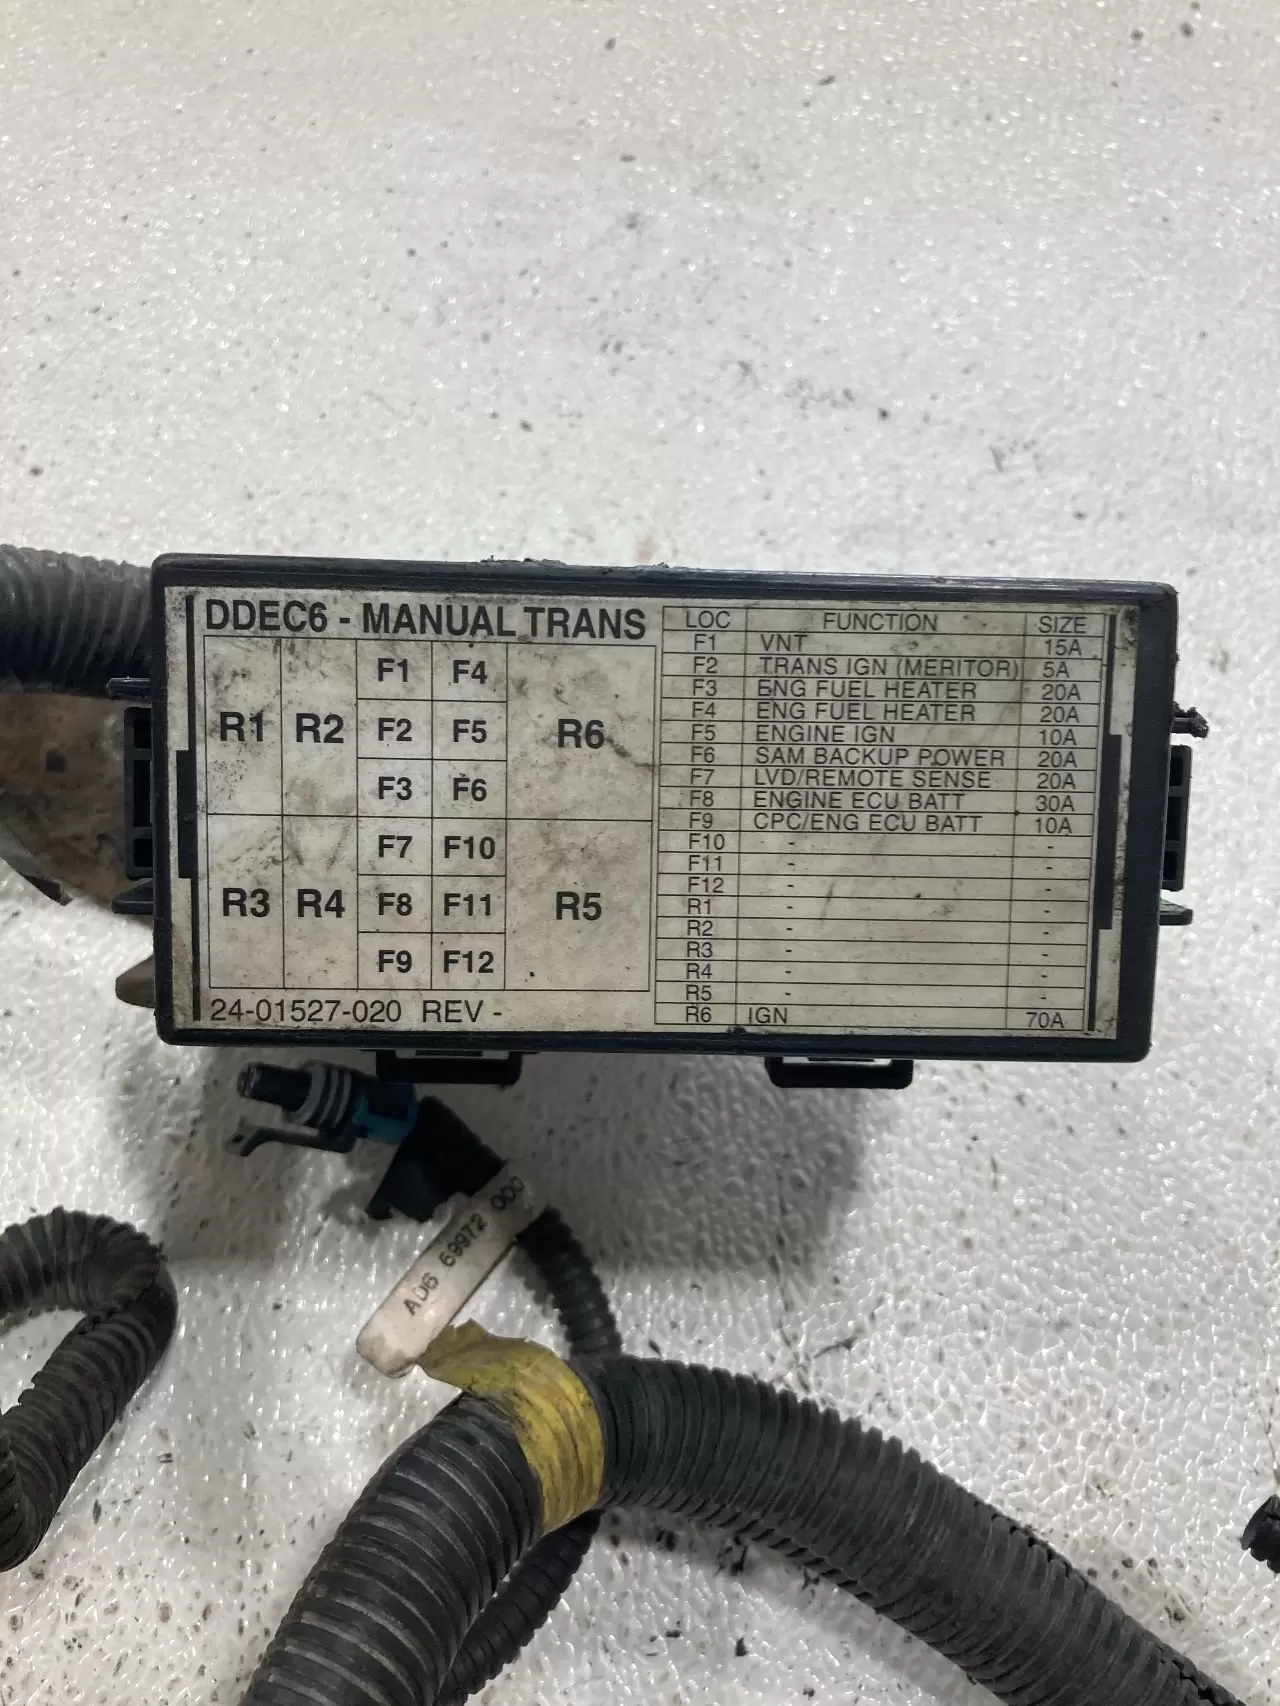 DDEC6 - MANUAL TRANS
R1 R2 F1 F4 R6
F2 F5
F3 F6
R3 R4 F7 F10 R5
F8 F11
F9 F12
24-01527-020 REV -
LOC FUNCTION SIZE
F1 VNT 15A
F2 TRANS IGN (MERITOR) 5A
F3 ENG FUEL HEATER 20A
F4 ENG FUEL HEATER 20A
F5 ENGINE IGN 10A
F6 SAM BACKUP POWER 20A
F7 LVD/REMOTE SENSE 20A
F8 ENGINE ECU BATT 30A
F9 CPC/ENG ECU BATT 10A
F10 - -
F11 - -
F12 - -
R1 - -
R2 - -
R3 - -
R4 - -
R5 - -
R6 IGN 70A
A06 69972 000